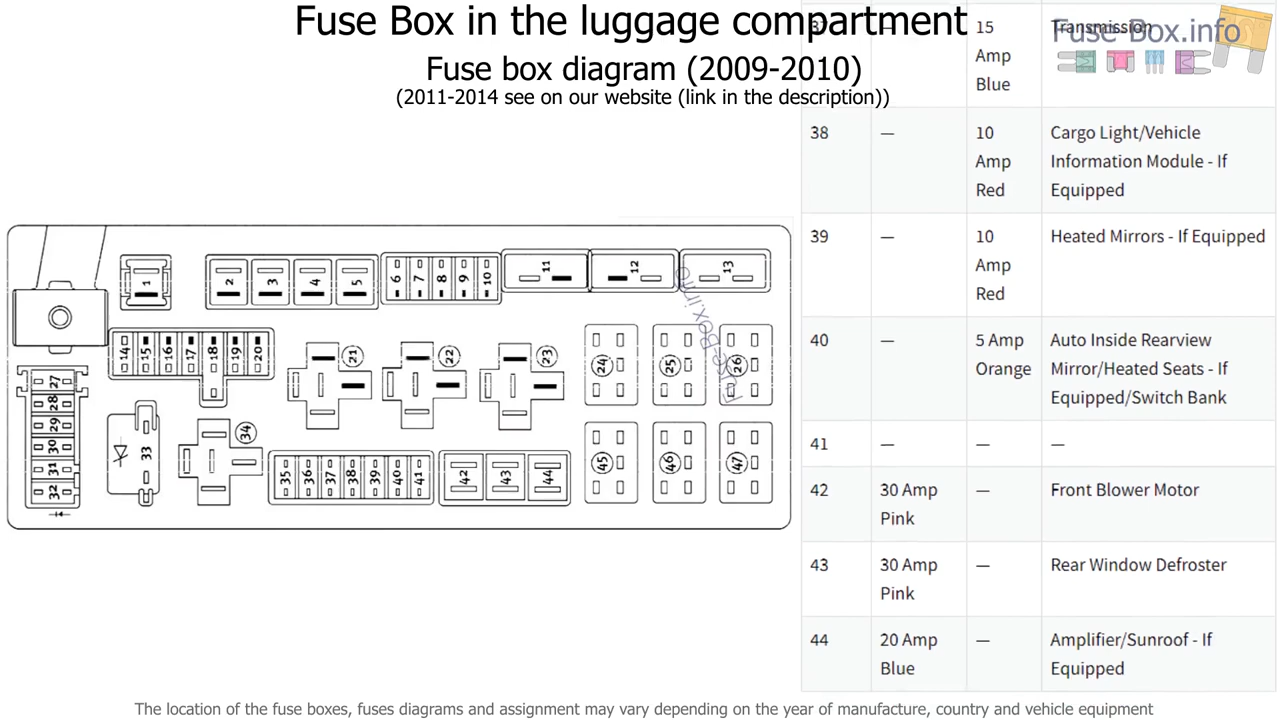 Fuse Box in the luggage compartment
Fuse box diagram (2009-2010)
(2011-2014 see on our website (link in the description))
Fuse-Box.info
37 — 15 Transmission
Amp
Blue
38 — 10 Cargo Light/Vehicle
Amp Information Module - If
Red Equipped
39 — 10 Heated Mirrors - If Equipped
Amp
Red
40 — 5 Amp Auto Inside Rearview
Orange Mirror/Heated Seats - If
Equipped/Switch Bank
41 — — —
42 30 Amp — Front Blower Motor
Pink
43 30 Amp — Rear Window Defroster
Pink
44 20 Amp — Amplifier/Sunroof - If
Blue Equipped
1 2 3 4 5 6 7 8 9 10 11 12 13
14 15 16 17 18 19 20 21 22 23 24 25 26
Fuse-Box.info
27
28
29
30
31
32
33 34
35 36 37 38 39 40 41 42 43 44 45 46 47
The location of the fuse boxes, fuses diagrams and assignment may vary depending on the year of manufacture, country and vehicle equipment